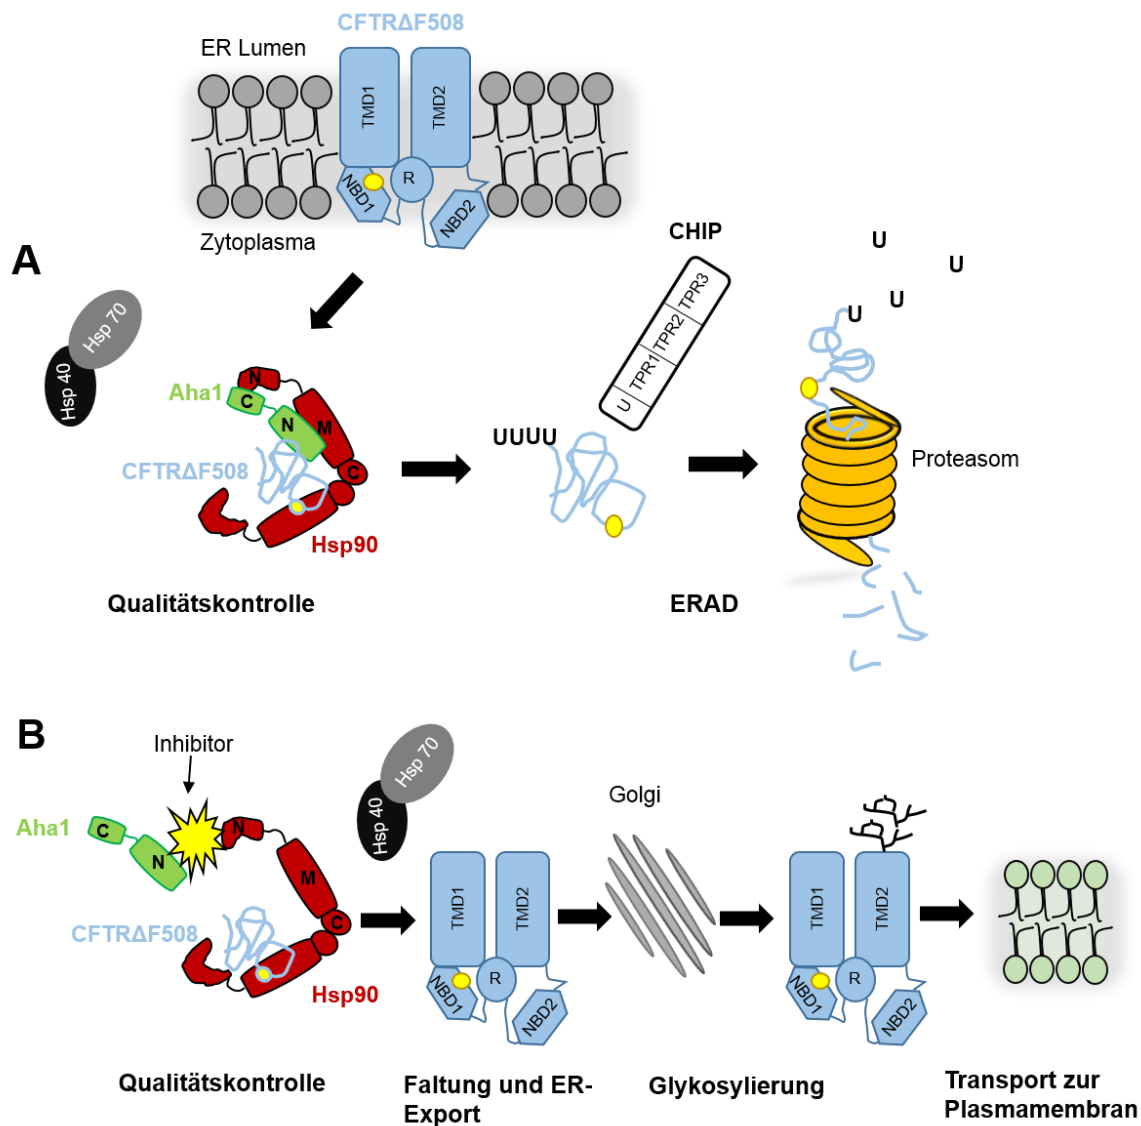 CFTRΔF508
ER Lumen
TMD1
TMD2
NBD1
R
NBD2
Zytoplasma
A
Hsp 70
Hsp 40
Aha1
N
C
N
M
C
CFTRΔF508
Hsp90
Qualitätskontrolle
CHIP
TPR3
TPR2
TPR1
U
UUUU
ERAD
U
U
U
U
Proteasom
B
Inhibitor
Aha1
C
N
N
M
C
CFTRΔF508
Hsp90
Qualitätskontrolle
Hsp 70
Hsp 40
TMD1
TMD2
NBD1
R
NBD2
Faltung und ER-
Export
Golgi
Glykosylierung
TMD1
TMD2
NBD1
R
NBD2
Transport zur
Plasmamembran